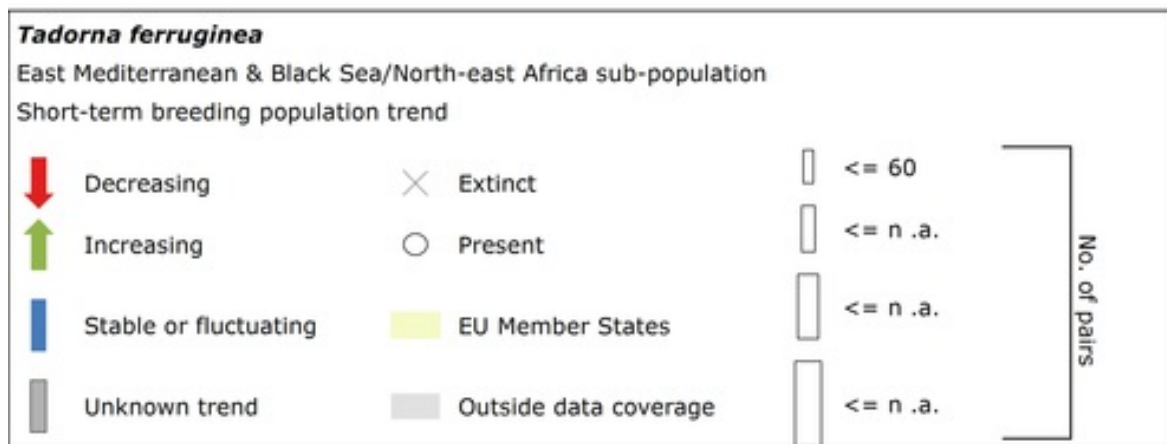 Tadorna ferruginea
East Mediterranean & Black Sea/North-east Africa sub-population
Short-term breeding population trend
Decreasing
Extinct
<= 60
Increasing
Present
<= n .a.
Stable or fluctuating
EU Member States
<= n .a.
Unknown trend
Outside data coverage
<= n .a.
No. of pairs